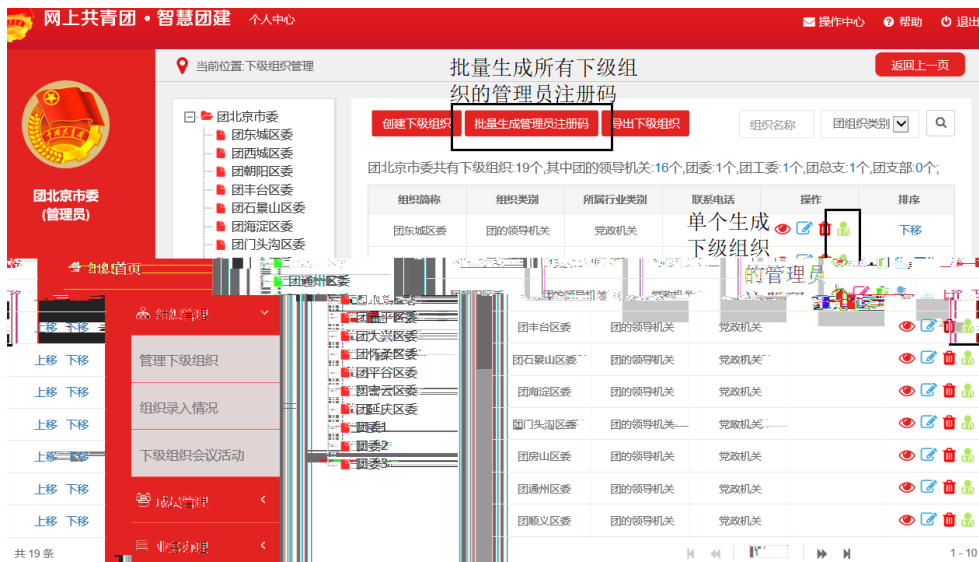 网上共青团·智慧团建 个人中心 操作中心 帮助 退出
当前位置:下级组织管理 返回上一页
批量生成所有下级组
织的管理员注册码
团北京市委
(管理员)
团北京市委
团东城区委
团西城区委
团朝阳区委
团丰台区委
团石景山区委
团海淀区委
团门头沟区委
创建下级组织 批量生成管理员注册码 导出下级组织 组织名称 团组织类别
团北京市委共有下级组织:19个,其中团的领导机关:16个,团委:1个,团工委:1个,团总支:1个,团支部:0个;
组织简称 组织类别 所属行业类别 联系电话 操作 排序
团东城区委 团的领导机关 党政机关 下移
单个生成
下级组织
的管理员
团通州区委
团昌平区委
团大兴区委
团怀柔区委
团平谷区委
团密云区委
团延庆区委
团委1
团委2
团委3
管理下级组织
组织录入情况
下级组织会议活动
上移 下移 团丰台区委 团的领导机关 党政机关
上移 下移 团石景山区委 团的领导机关 党政机关
上移 下移 团海淀区委 团的领导机关 党政机关
上移 下移 团门头沟区委 团的领导机关 党政机关
上移 团房山区委 团的领导机关 党政机关
上移 下移 团通州区委 团的领导机关 党政机关
上移 下移 团顺义区委 团的领导机关 党政机关
共 19 条 1 - 10